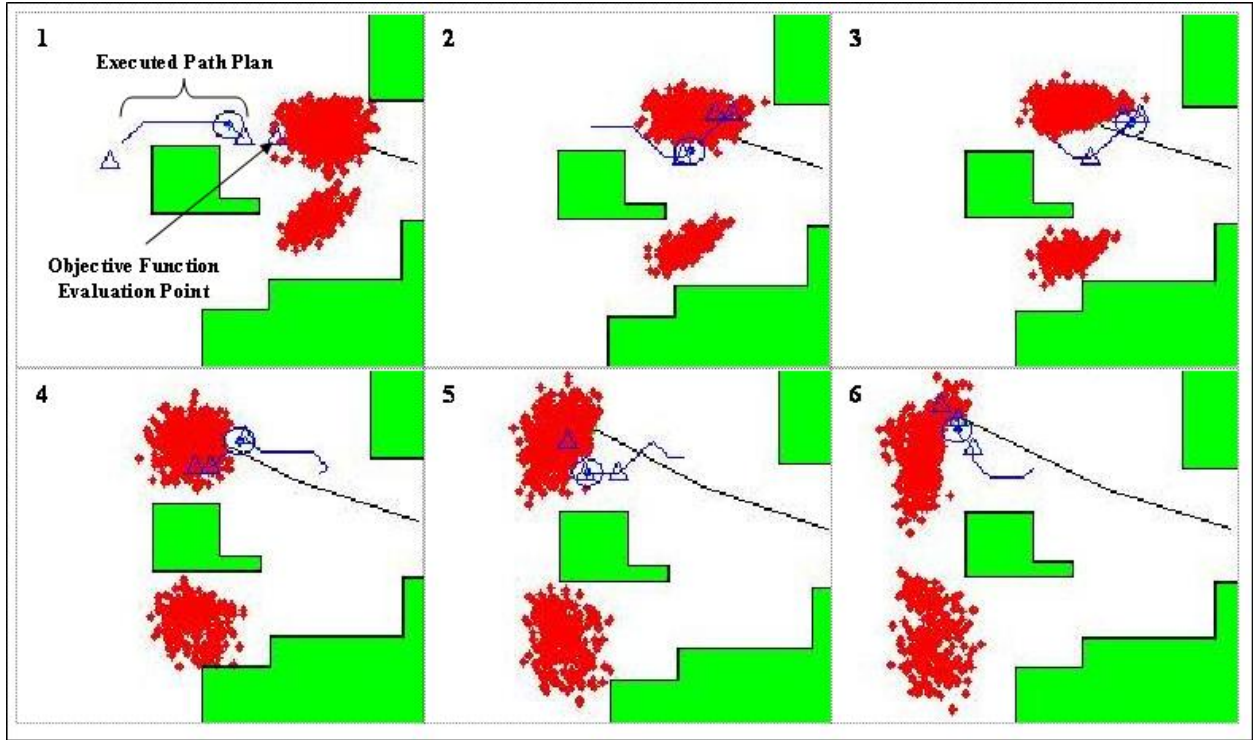 1
Executed Path Plan
Objective Function
Evaluation Point
2
3
4
5
6